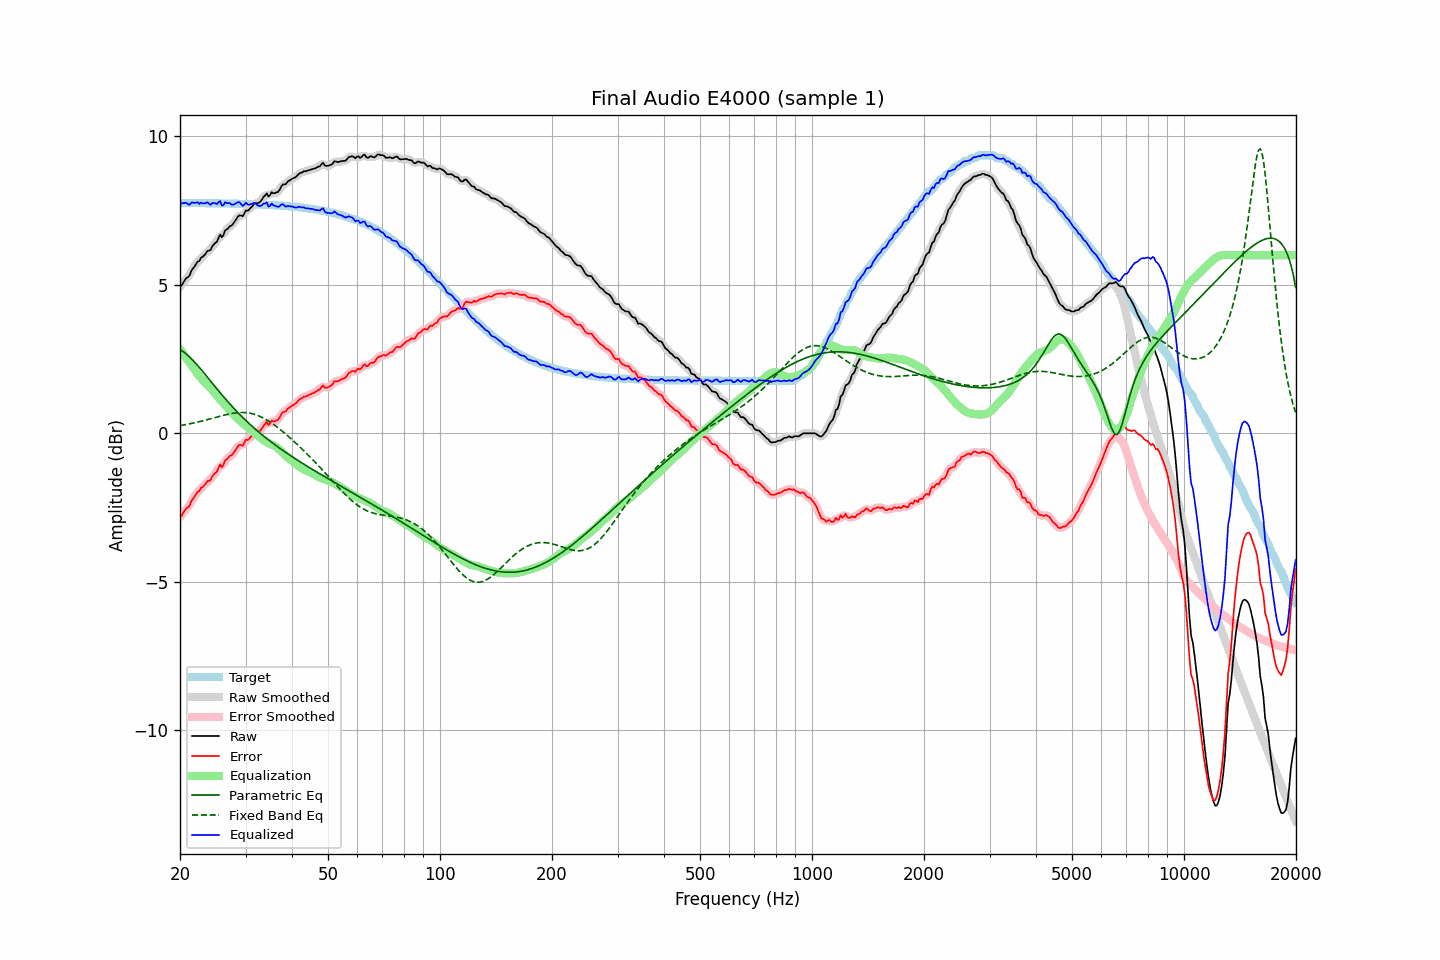 Final Audio E4000 (sample 1)
Amplitude (dBr)
10
5
0
−5
−10
Target
Raw Smoothed
Error Smoothed
Raw
Error
Equalization
Parametric Eq
Fixed Band Eq
Equalized
20 50 100 200 500 1000 2000 5000 10000 20000
Frequency (Hz)